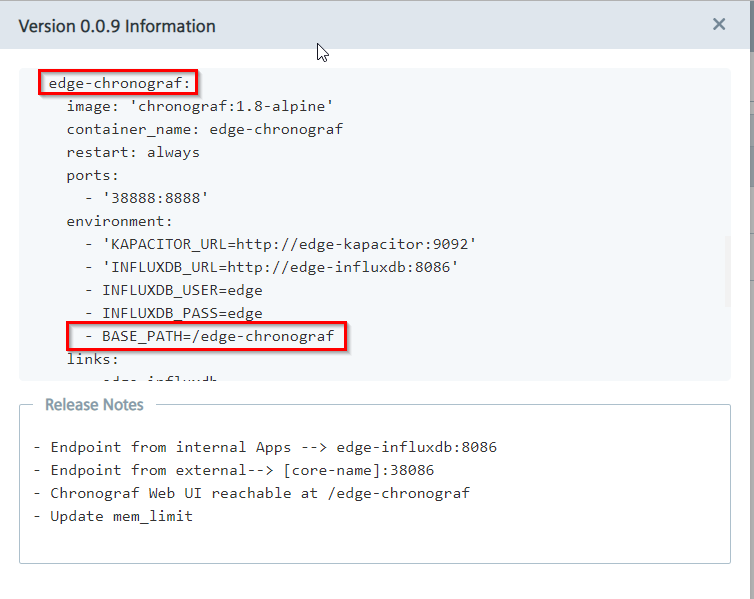 Version 0.0.9 Information
edge-chronograf:
image: 'chronograf:1.8-alpine'
container_name: edge-chronograf
restart: always
ports:
- '38888:8888'
environment:
- 'KAPACITOR_URL=http://edge-kapacitor:9092'
- 'INFLUXDB_URL=http://edge-influxdb:8086'
- INFLUXDB_USER=edge
- INFLUXDB_PASS=edge
- BASE_PATH=/edge-chronograf
links:
Release Notes
- Endpoint from internal Apps --> edge-influxdb:8086
- Endpoint from external--> [core-name]:38086
- Chronograf Web UI reachable at /edge-chronograf
- Update mem_limit